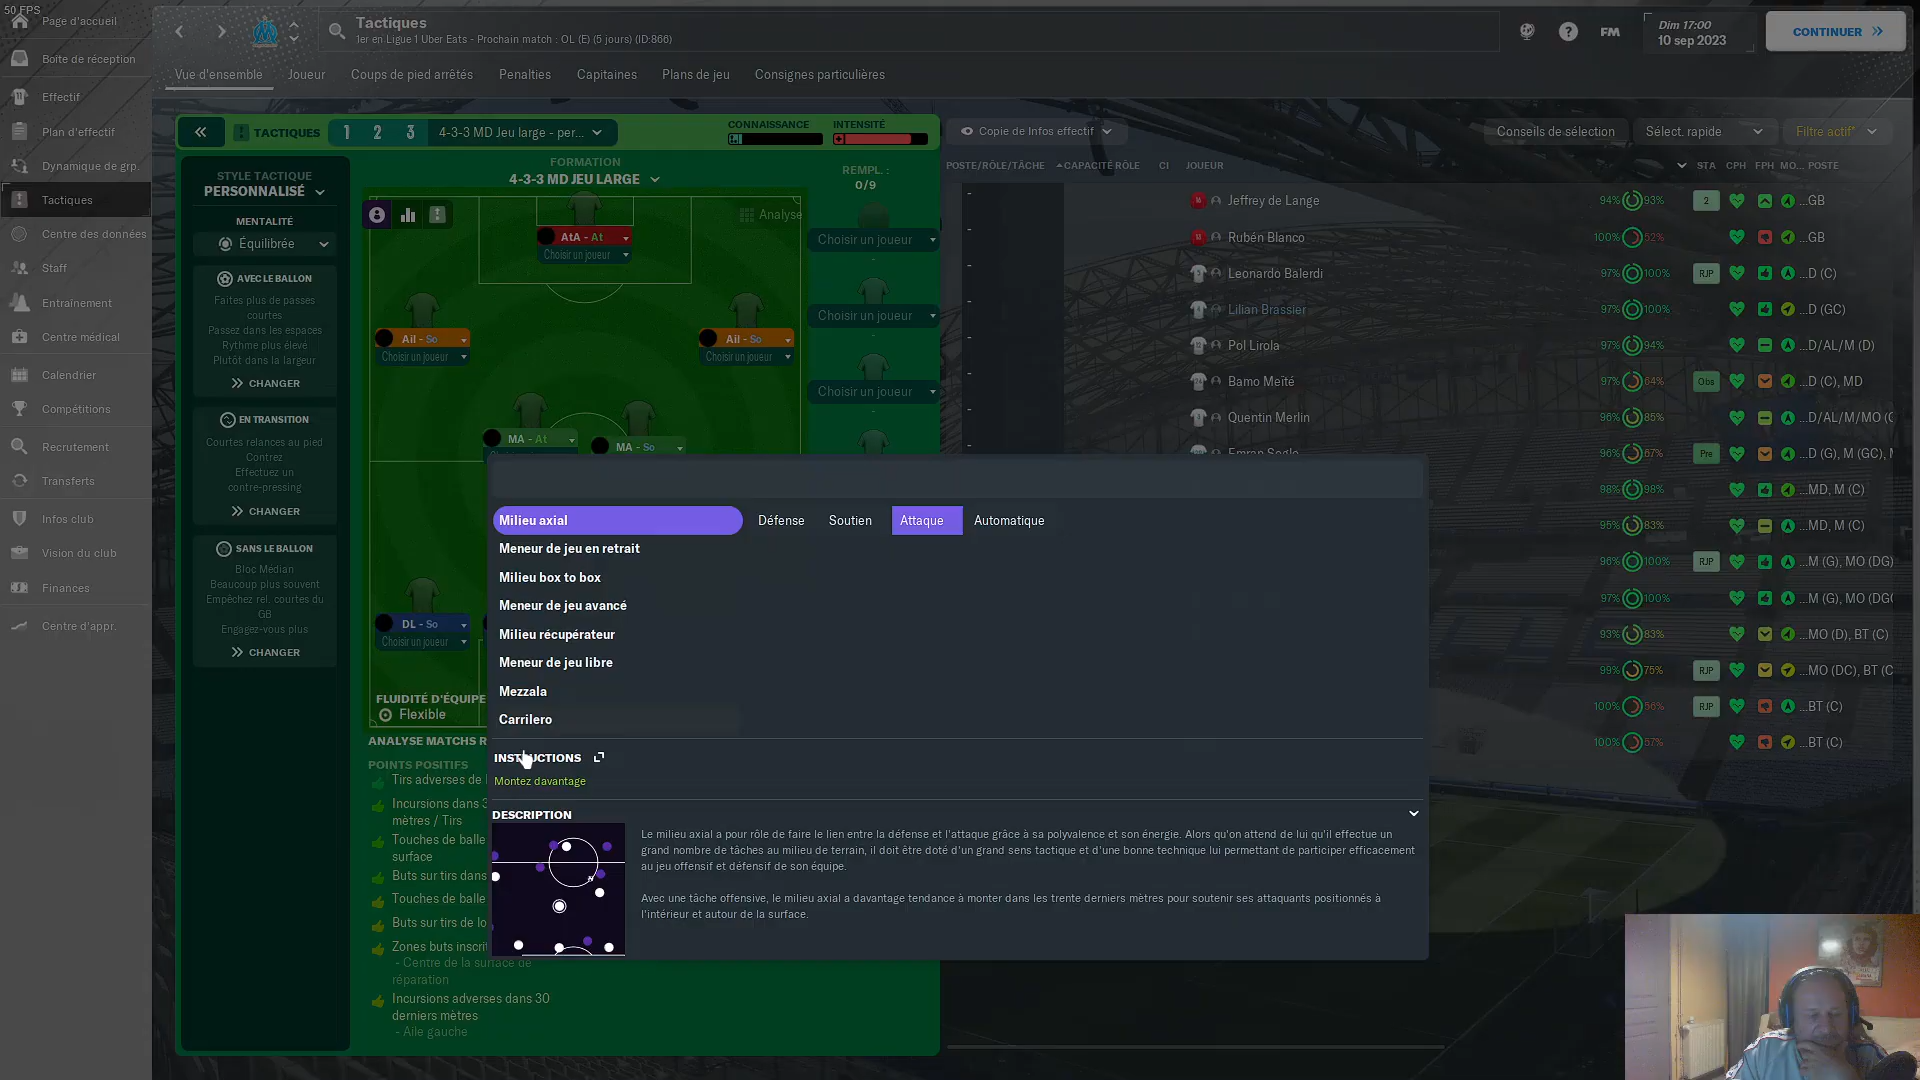 50 FPS
Page d'accueil
Boîte de réception
Effectif
Plan d'effectif
Dynamique de grp.
Tactiques
Centre des données
Staff
Entraînement
Centre médical
Calendrier
Compétitions
Recrutement
Transferts
Infos club
Vision du club
Finances
Centre d'appr.
Tactiques
1er en Ligue 1 Uber Eats - Prochain match : OL (E) (5 jours) (ID:866)
FM
Dim 17:00
10 sep 2023
CONTINUER
Vue d'ensemble
Joueur
Coups de pied arrêtés
Penalties
Capitaines
Plans de jeu
Consignes particulières
TACTIQUES
1 2 3
4-3-3 MD Jeu large - per...
CONNAISSANCE
INTENSITÉ
STYLE TACTIQUE
PERSONNALISÉ
MENTALITÉ
Équilibrée
AVEC LE BALLON
Faites plus de passes
courtes
Passez dans les espaces
Rythme plus élevé
Plutôt dans la largeur
CHANGER
EN TRANSITION
Courtes relances au pied
Contrez
Effectuez un
contre-pressing
CHANGER
SANS LE BALLON
Bloc Médian
Beaucoup plus souvent
Empêchez rel. courtes du
GB
Engagez-vous plus
CHANGER
FORMATION
4-3-3 MD JEU LARGE
REMPL. :
0/9
Analyse
AtA - At
Choisir un joueur
Ail - So
Choisir un joueur
Ail - So
Choisir un joueur
MA - At
MA - So
DL - So
Choisir un joueur
Choisir un joueur
-
Choisir un joueur
-
Choisir un joueur
-
FLUIDITÉ D'ÉQUIPE
Flexible
ANALYSE MATCHS R
POINTS POSITIFS
Tirs adverses de l
Incursions dans 3
mètres / Tirs
Touches de balle
surface
Buts sur tirs dans
Touches de balle
Buts sur tirs de lo
Zones buts inscrit
- Centre de la surface de
réparation
Incursions adverses dans 30
derniers mètres
- Aile gauche
Copie de Infos effectif
Conseils de sélection
Sélect. rapide
Filtre actif*
POSTE/RÔLE/TÂCHE CAPACITÉ RÔLE CI JOUEUR STA CPH FPH MO... POSTE
Jeffrey de Lange 94% 93% 2 ...GB
Rubén Blanco 100% 52% ...GB
Leonardo Balerdi 97% 100% RJP ...D (C)
Lilian Brassier 97% 100% ...D (GC)
Pol Lirola 97% 94% ...D/AL/M (D)
Bamo Meïté 97% 64% Obs ...D (C), MD
Quentin Merlin 96% 85% ...D/AL/M/MO (
96% 67% Pre ...D (G), M (GC),
98% 98% ...MD, M (C)
95% 83% ...MD, M (C)
96% 100% RJP ...M (G), MO (DG)
97% 100% ...M (G), MO (DG
93% 83% ...MO (D), BT (C)
99% 75% RJP ...MO (DC), BT (C
100% 56% RJP ...BT (C)
100% 57% ...BT (C)
Milieu axial
Défense
Soutien
Attaque
Automatique
Meneur de jeu en retrait
Milieu box to box
Meneur de jeu avancé
Milieu récupérateur
Meneur de jeu libre
Mezzala
Carrilero
INSTRUCTIONS
Montez davantage
DESCRIPTION
Le milieu axial a pour rôle de faire le lien entre la défense et l'attaque grâce à sa polyvalence et son énergie. Alors qu'on attend de lui qu'il effectue un
grand nombre de tâches au milieu de terrain, il doit être doté d'un grand sens tactique et d'une bonne technique lui permettant de participer efficacement
au jeu offensif et défensif de son équipe.
Avec une tâche offensive, le milieu axial a davantage tendance à monter dans les trente derniers mètres pour soutenir ses attaquants positionnés à
l'intérieur et autour de la surface.